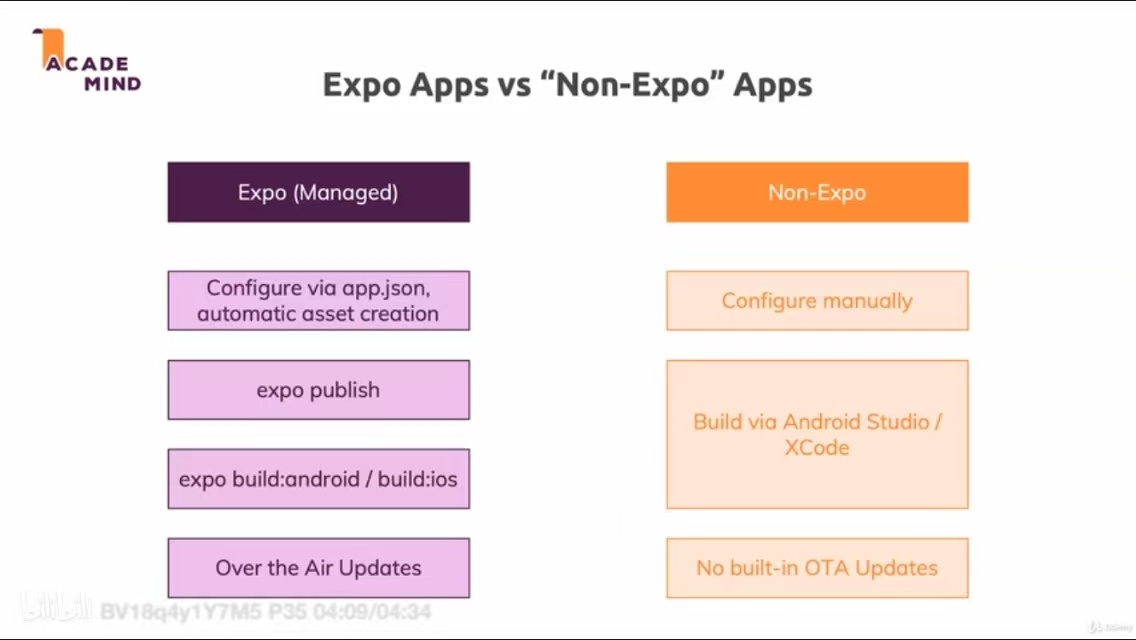 ACADE
MIND
Expo Apps vs “Non-Expo” Apps
Expo (Managed)
Non-Expo
Configure via app.json,
automatic asset creation
Configure manually
expo publish
Build via Android Studio /
XCode
expo build:android / build:ios
Over the Air Updates
No built-in OTA Updates
bilibili BV18q4y1Y7M5 P35 04:09/04:34
Udemy